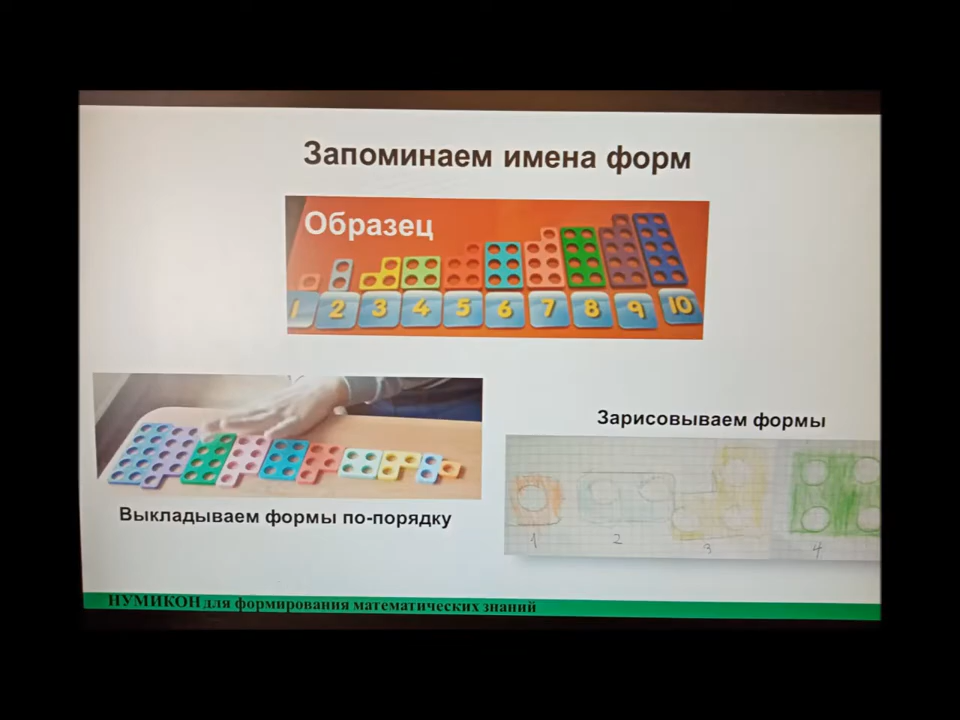 Запоминаем имена форм
Образец
1 2 3 4 5 6 7 8 9 10
Зарисовываем формы
1 2 3 4
Выкладываем формы по-порядку
НУМИКОН для формирования математических знаний